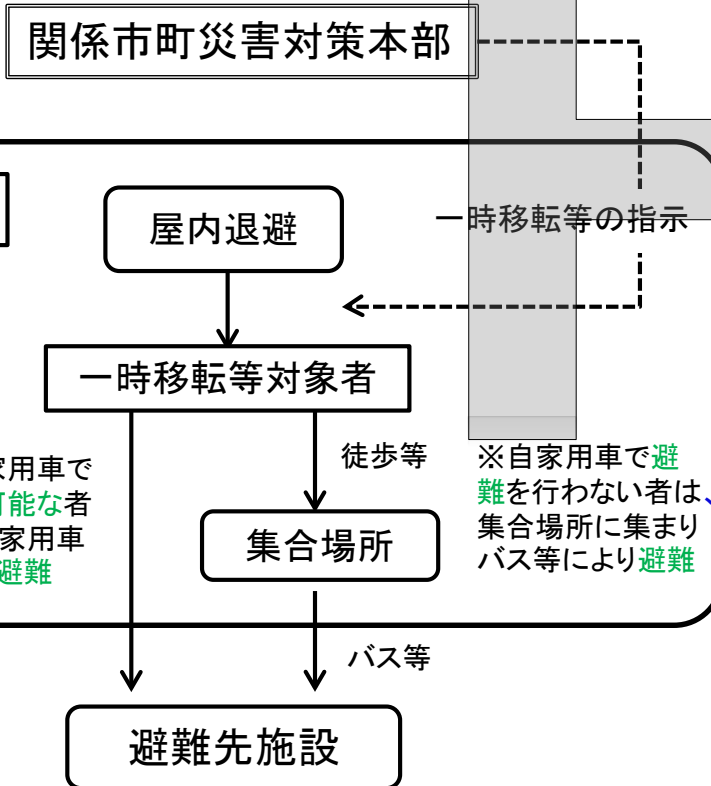 関係市町災害対策本部
屋内退避
一時移転等の指示
一時移転等対象者
徒歩等
家用車で
可能な者
家用車
避難
※自家用車で避
難を行わない者は、
集合場所に集まり
バス等により避難
集合場所
バス等
避難先施設